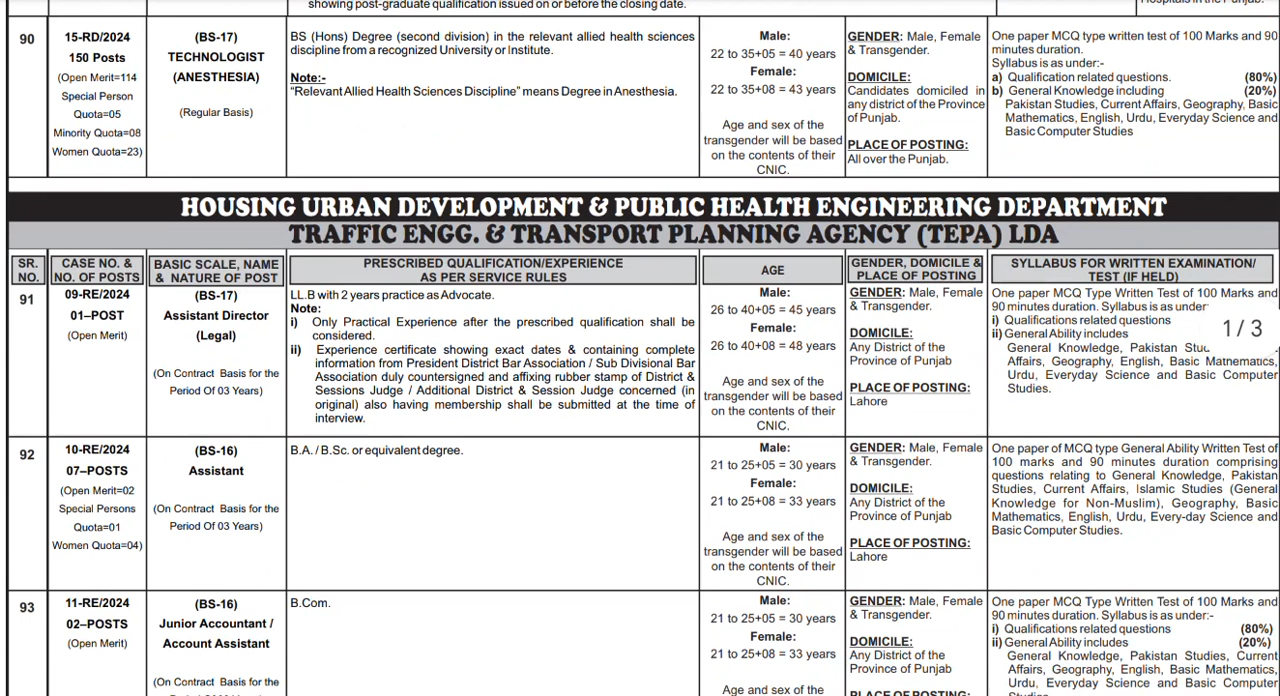 showing post-graduate qualification issued on or before the closing date.
Hospitals in the Punjab.
90
15-RD/2024
150 Posts
(Open Merit=114
Special Person
Quota=05
Minority Quota=08
Women Quota=23)
(BS-17)
TECHNOLOGIST
(ANESTHESIA)
(Regular Basis)
BS (Hons) Degree (second division) in the relevant allied health sciences
discipline from a recognized University or Institute.
Note:-
“Relevant Allied Health Sciences Discipline” means Degree in Anesthesia.
Male:
22 to 35+05 = 40 years
Female:
22 to 35+08 = 43 years
Age and sex of the
transgender will be based
on the contents of their
CNIC.
GENDER: Male, Female
& Transgender.
DOMICILE:
Candidates domiciled in
any district of the Province
of Punjab.
PLACE OF POSTING:
All over the Punjab.
One paper MCQ type written test of 100 Marks and 90
minutes duration.
Syllabus is as under:-
a) Qualification related questions. (80%)
b) General Knowledge including (20%)
Pakistan Studies, Current Affairs, Geography, Basic
Mathematics, English, Urdu, Everyday Science and
Basic Computer Studies
HOUSING URBAN DEVELOPMENT & PUBLIC HEALTH ENGINEERING DEPARTMENT
TRAFFIC ENGG. & TRANSPORT PLANNING AGENCY (TEPA) LDA
SR.
NO.
CASE NO. &
NO. OF POSTS
BASIC SCALE, NAME
& NATURE OF POST
PRESCRIBED QUALIFICATION/EXPERIENCE
AS PER SERVICE RULES
AGE
GENDER, DOMICILE &
PLACE OF POSTING
SYLLABUS FOR WRITTEN EXAMINATION/
TEST (IF HELD)
91
09-RE/2024
01–POST
(Open Merit)
(BS-17)
Assistant Director
(Legal)
(On Contract Basis for the
Period Of 03 Years)
LL.B with 2 years practice as Advocate.
Note:
i) Only Practical Experience after the prescribed qualification shall be
considered.
ii) Experience certificate showing exact dates & containing complete
information from President District Bar Association / Sub Divisional Bar
Association duly countersigned and affixing rubber stamp of District &
Sessions Judge / Additional District & Session Judge concerned (in
original) also having membership shall be submitted at the time of
interview.
Male:
26 to 40+05 = 45 years
Female:
26 to 40+08 = 48 years
Age and sex of the
transgender will be based
on the contents of their
CNIC.
GENDER: Male, Female
& Transgender.
DOMICILE:
Any District of the
Province of Punjab
PLACE OF POSTING:
Lahore
One paper MCQ Type Written Test of 100 Marks and
90 minutes duration. Syllabus is as under
i) Qualifications related questions
ii) General Ability includes
General Knowledge, Pakistan
Affairs, Geography, English, Basic Mathematics,
Urdu, Everyday Science and Basic Computer
Studies.
1 / 3
92
10-RE/2024
07–POSTS
(Open Merit=02
Special Persons
Quota=01
Women Quota=04)
(BS-16)
Assistant
(On Contract Basis for the
Period Of 03 Years)
B.A. / B.Sc. or equivalent degree.
Male:
21 to 25+05 = 30 years
Female:
21 to 25+08 = 33 years
Age and sex of the
transgender will be based
on the contents of their
CNIC.
GENDER: Male, Female
& Transgender.
DOMICILE:
Any District of the
Province of Punjab
PLACE OF POSTING:
Lahore
One paper of MCQ type General Ability Written Test of
100 marks and 90 minutes duration comprising
questions relating to General Knowledge, Pakistan
Studies, Current Affairs, Islamic Studies (General
Knowledge for Non-Muslim), Geography, Basic
Mathematics, English, Urdu, Every-day Science and
Basic Computer Studies.
93
11-RE/2024
02–POSTS
(Open Merit)
(BS-16)
Junior Accountant /
Account Assistant
(On Contract Basis for the
B.Com.
Male:
21 to 25+05 = 30 years
Female:
21 to 25+08 = 33 years
Age and sex of the
GENDER: Male, Female
& Transgender.
DOMICILE:
Any District of the
Province of Punjab
PLACE OF POSTING:
One paper MCQ Type Written Test of 100 Marks and
90 minutes duration. Syllabus is as under:-
i) Qualifications related questions (80%)
ii) General Ability includes (20%)
General Knowledge, Pakistan Studies, Current
Affairs, Geography, English, Basic Mathematics,
Urdu, Everyday Science and Basic Computer